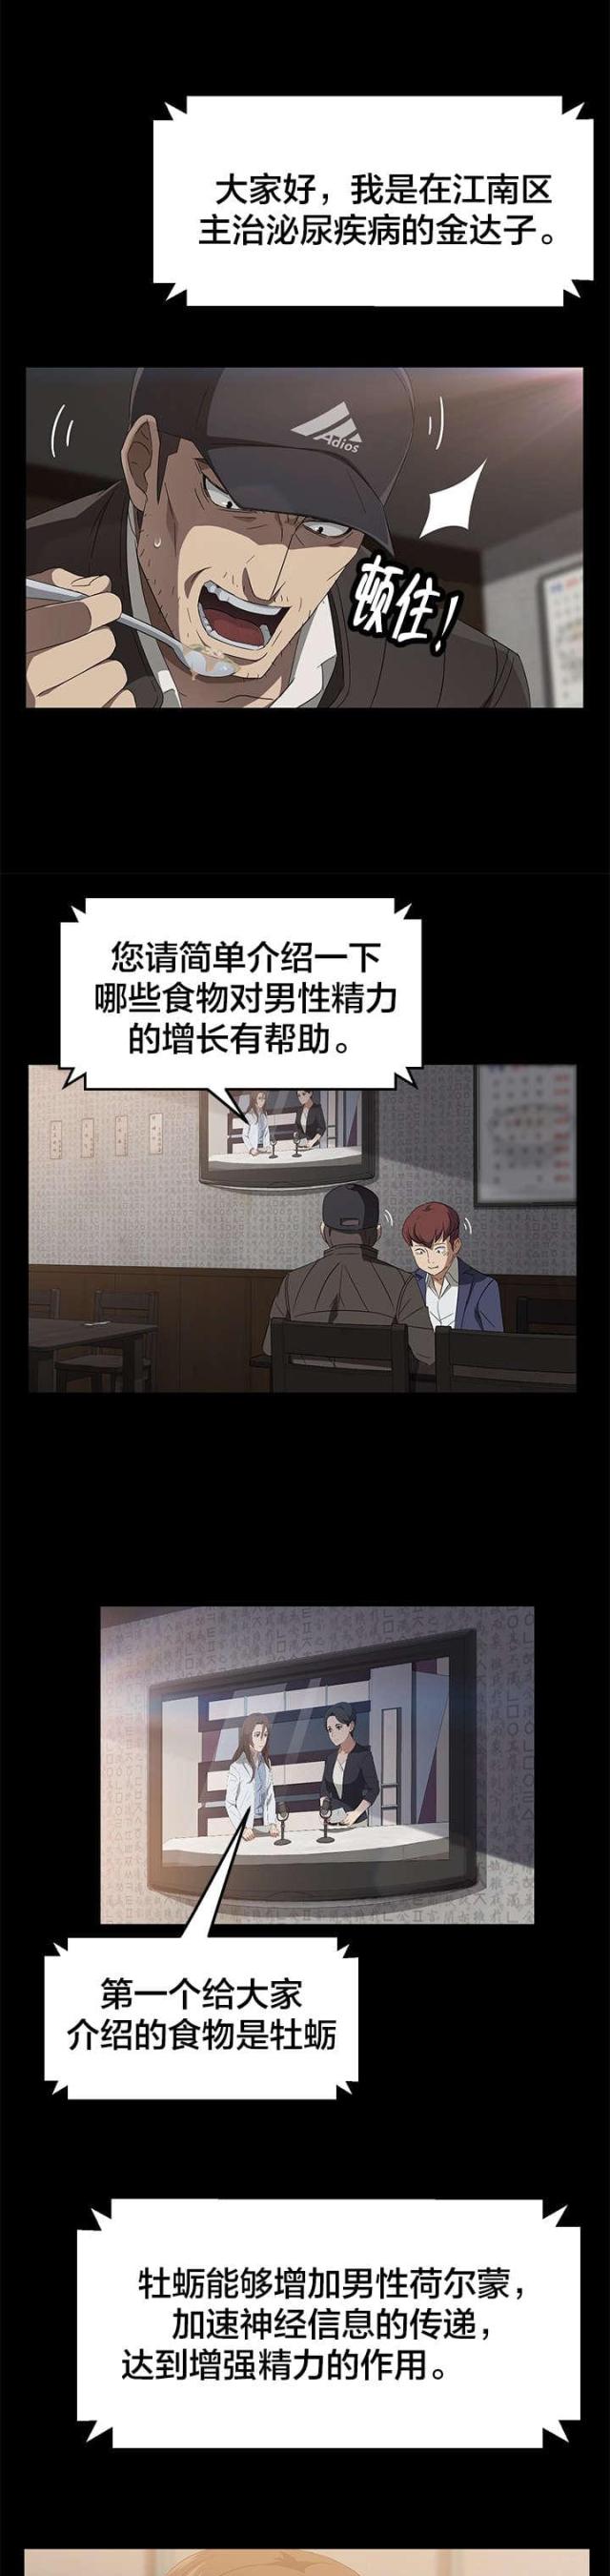 大家好，我是在江南区
主治泌尿疾病的金达子。
Adios
顿住！
您请简单介绍一下
哪些食物对男性精力
的增长有帮助。
第一个给大家
介绍的食物是牡蛎
牡蛎能够增加男性荷尔蒙，
加速神经信息的传递，
达到增强精力的作用。